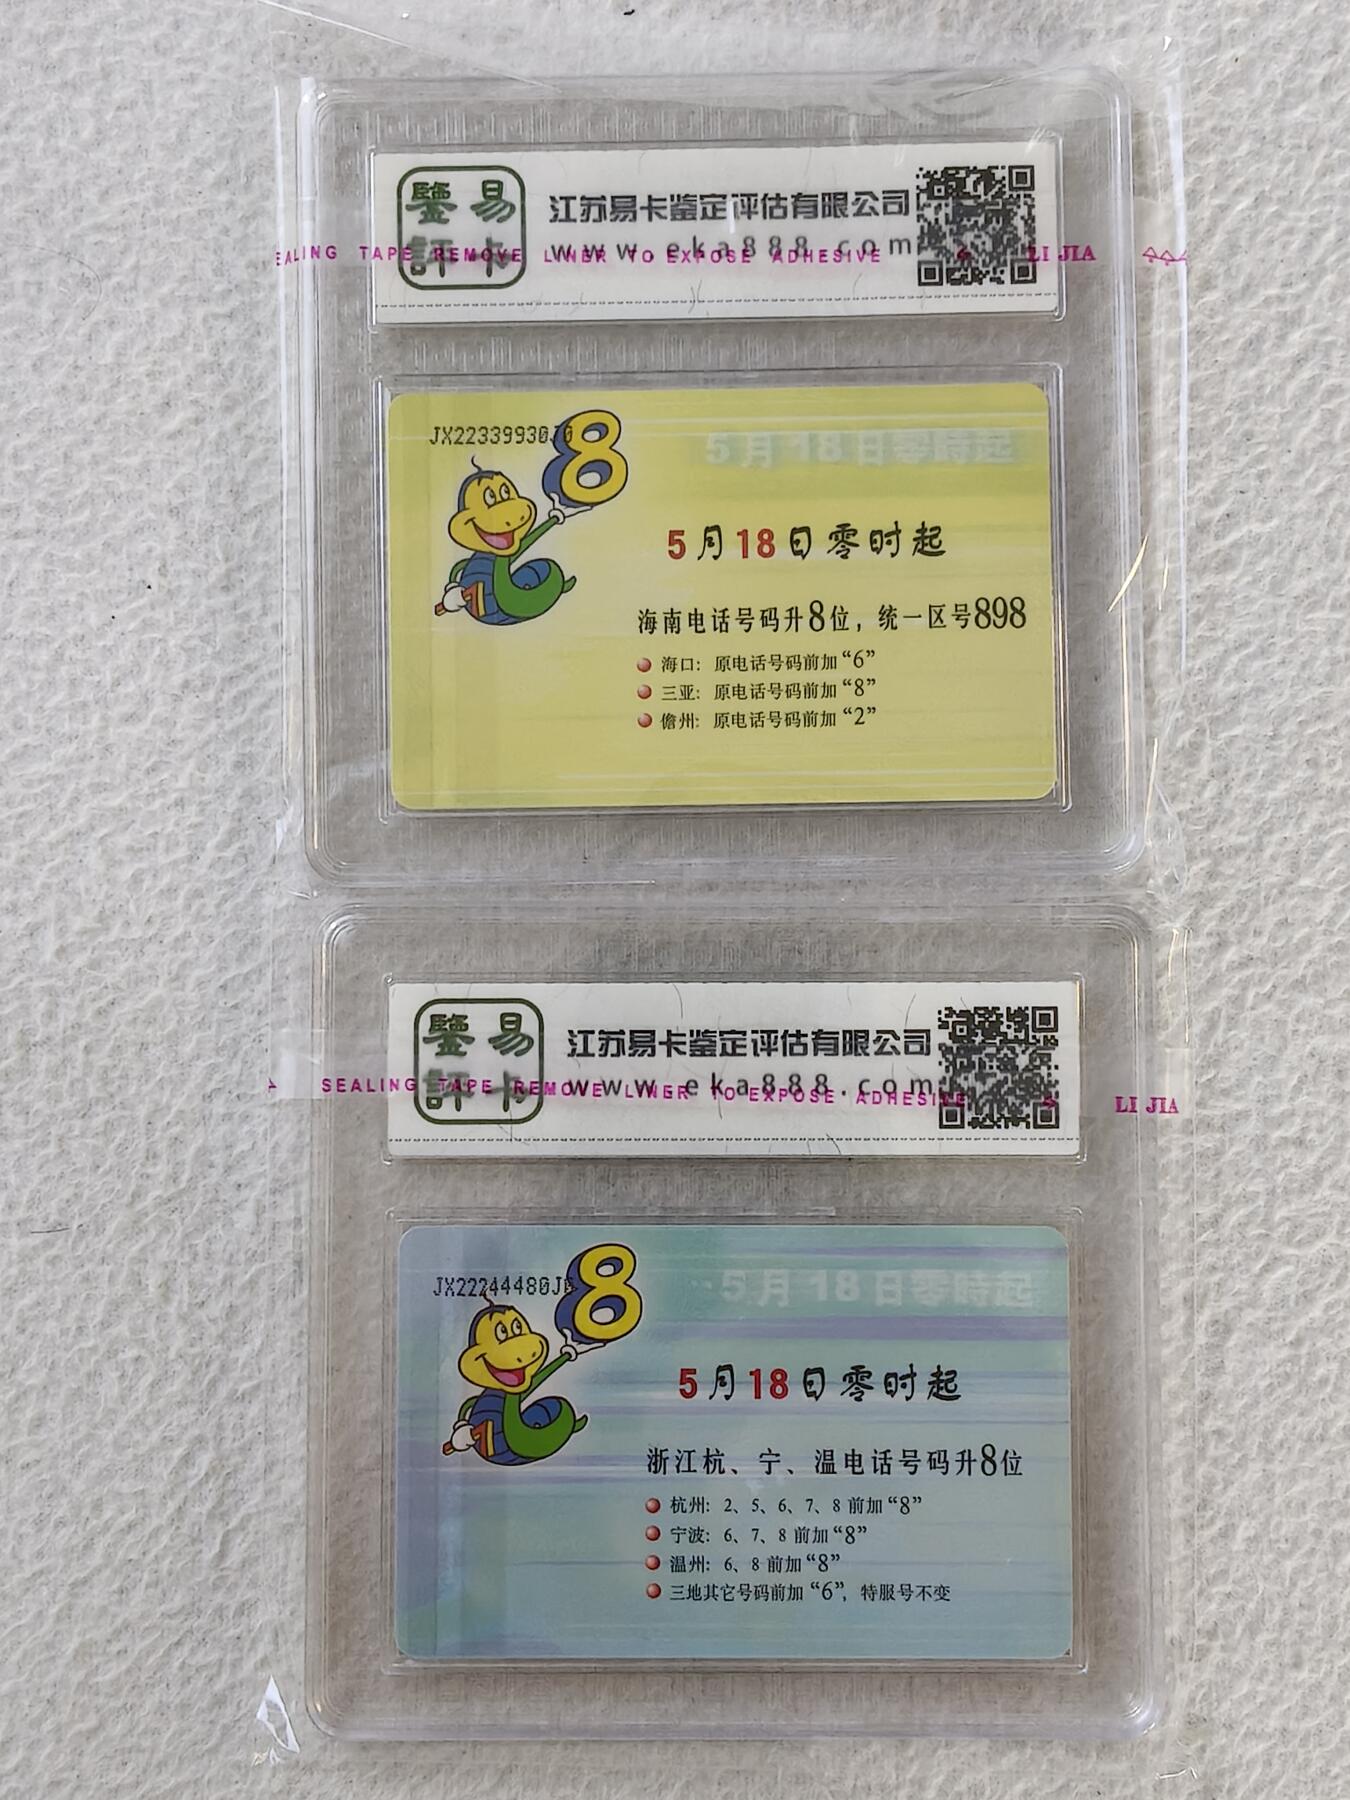 鑒易
評卡
江苏易卡鉴定评估有限公司
www.eka888.com
EALING TAPE REMOVE LINER TO EXPOSE ADHESIVE LI JIA
JX22339930J0
8
5月18日零時起
5月18日零时起
海南电话号码升8位，统一区号898
海口：原电话号码前加“6”
三亚：原电话号码前加“8”
儋州：原电话号码前加“2”
鑒易
評卡
江苏易卡鉴定评估有限公司
www.eka888.com
SEALING TAPE REMOVE LINER TO EXPOSE ADHESIVE LI JIA
JX22244480J0
8
5月18日零時起
5月18日零时起
浙江杭、宁、温电话号码升8位
杭州：2、5、6、7、8前加“8”
宁波：6、7、8前加“8”
温州：6、8前加“8”
三地其它号码前加“6”，特服号不变